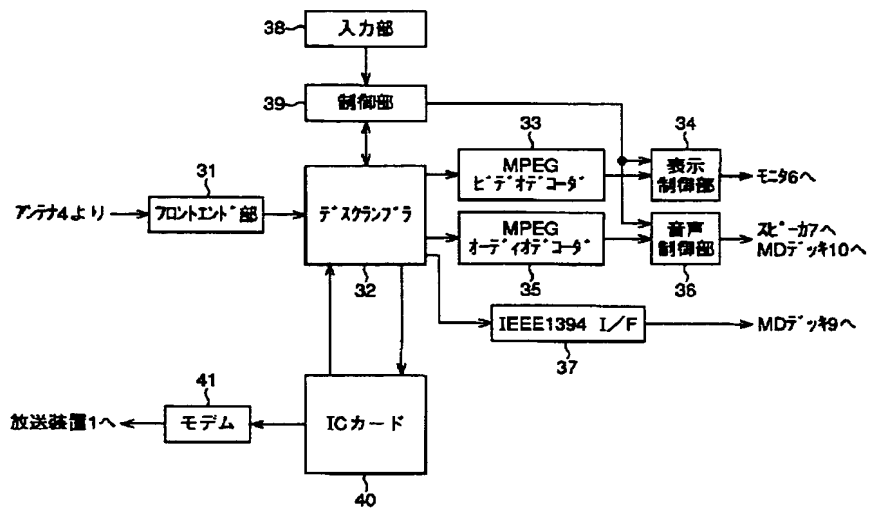 38
入力部
39
制御部
33
MPEG
ビデオデコーダ
34
表示
制御部
モニタ6へ
31
アンテナ4より
フロントエンド部
デスクランブラ
32
MPEG
オーディオデコーダ
35
音声
制御部
36
スピーカ7へ
MDデッキ10へ
IEEE1394 I/F
37
MDデッキ9へ
41
放送装置1へ
モデム
ICカード
40